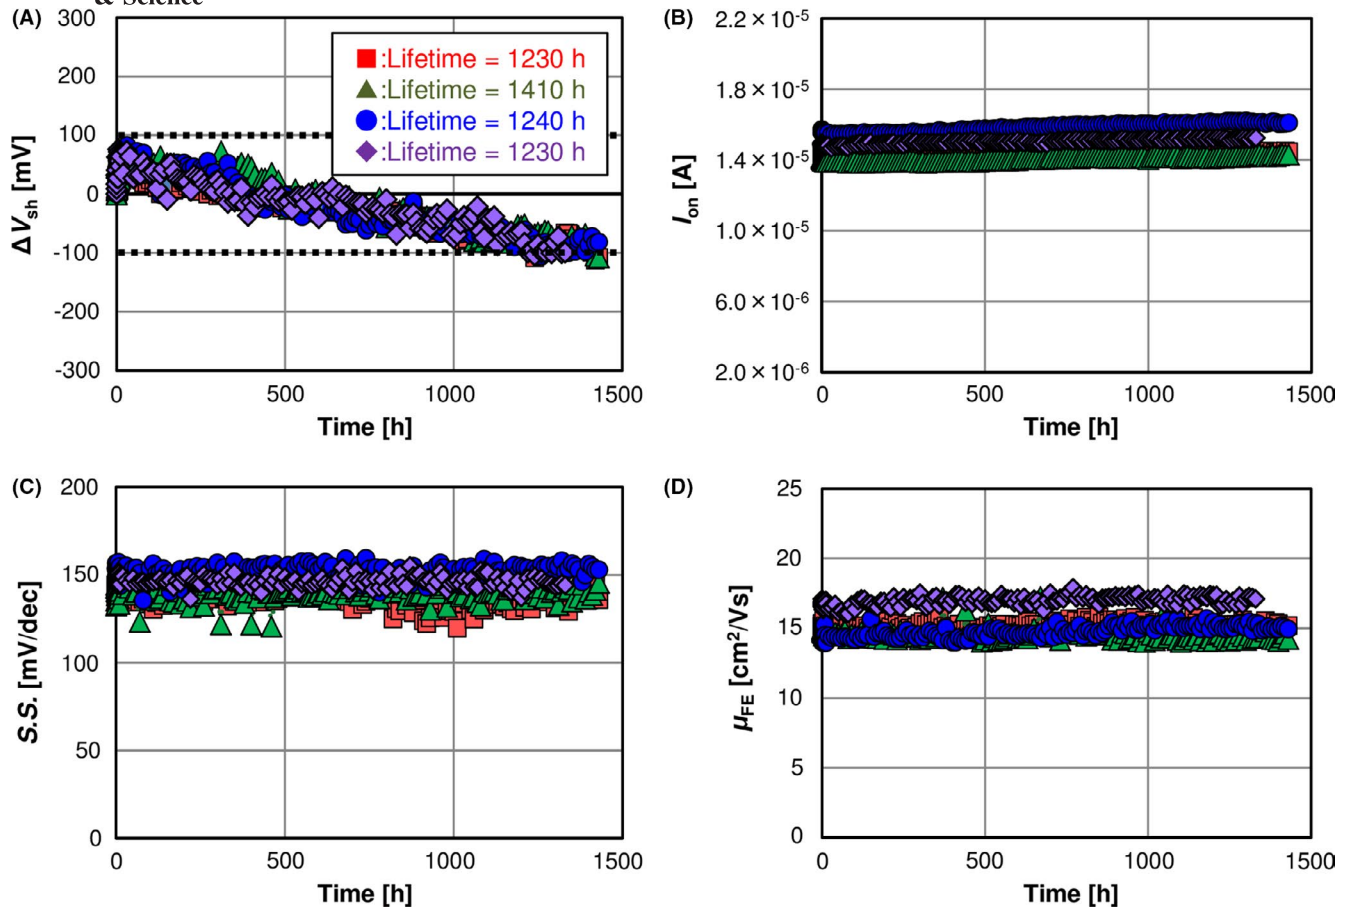 & Science
(A)
300
200
100
0
-100
-200
-300
ΔVsh [mV]
:Lifetime = 1230 h
:Lifetime = 1410 h
:Lifetime = 1240 h
:Lifetime = 1230 h
0 500 1000 1500
Time [h]
(B)
2.2×10-5
1.8×10-5
1.4×10-5
1.0×10-5
6.0×10-6
2.0×10-6
Ion [A]
0 500 1000 1500
Time [h]
(C)
200
150
100
50
0
S.S. [mV/dec]
0 500 1000 1500
Time [h]
(D)
25
20
15
10
5
0
μFE [cm2/Vs]
0 500 1000 1500
Time [h]